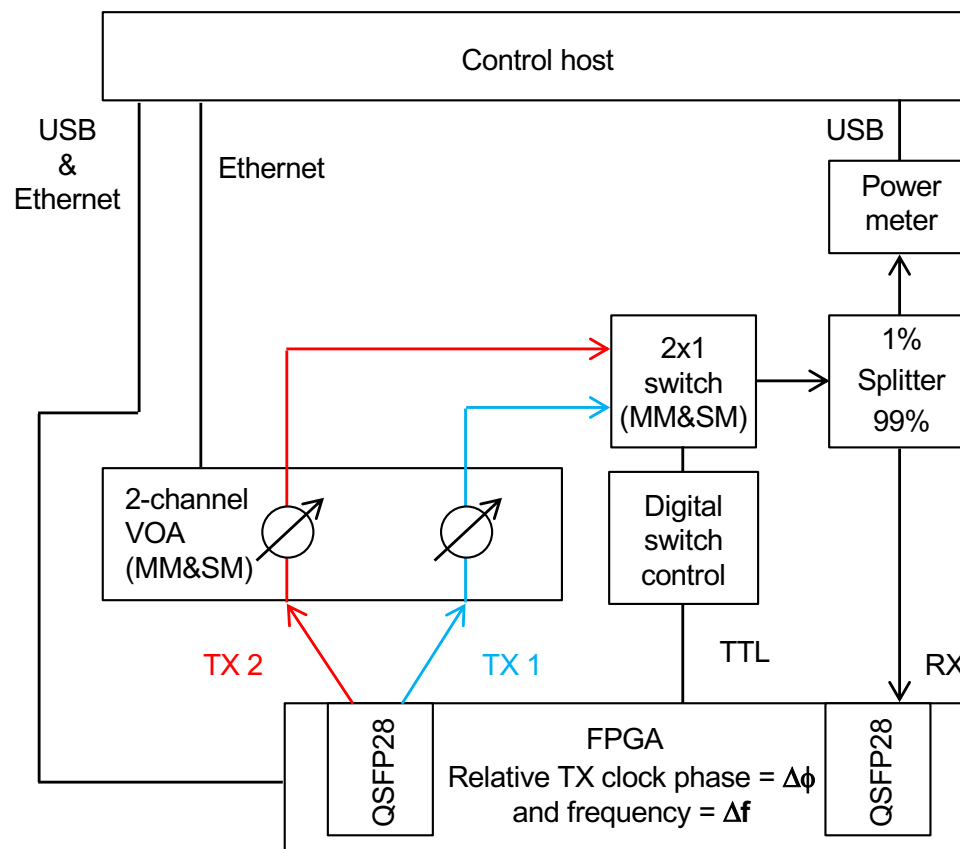 Control host
USB
&
Ethernet
Ethernet
USB
Power
meter
2x1
switch
(MM&SM)
1%
Splitter
99%
2-channel
VOA
(MM&SM)
Digital
switch
control
TX 2
TX 1
TTL
RX
QSFP28
FPGA
Relative TX clock phase = Δϕ
and frequency = Δf
QSFP28